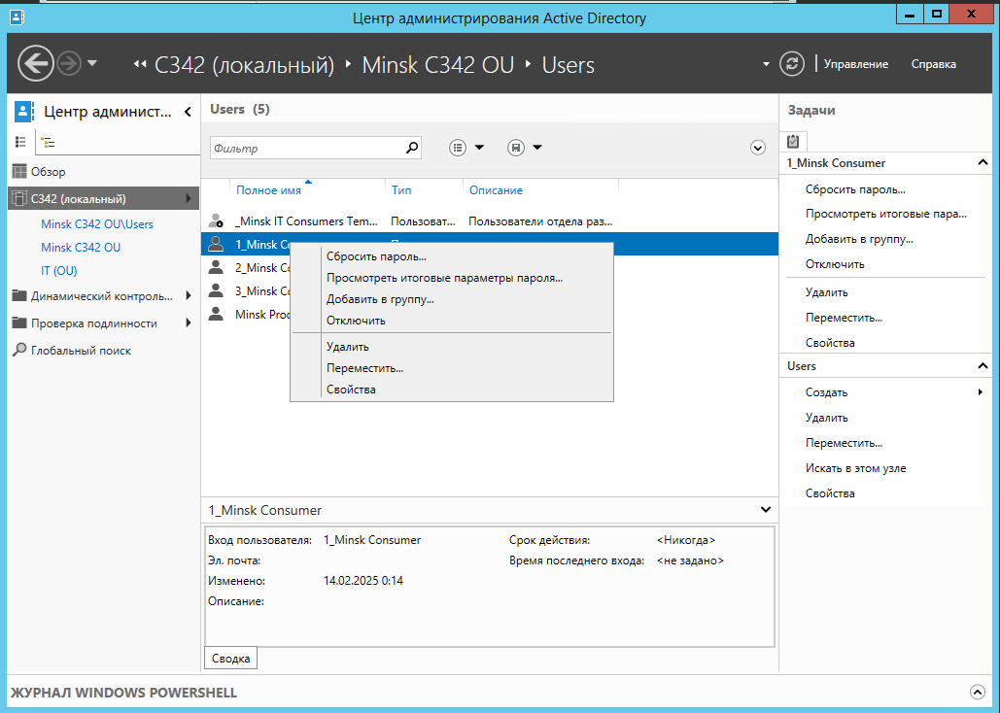 Центр администрирования Active Directory
C342 (локальный) Minsk C342 OU Users
Управление Справка
Центр админист...
Обзор
C342 (локальный)
Minsk C342 OU\Users
Minsk C342 OU
IT (OU)
Динамический контроль...
Проверка подлинности
Глобальный поиск
Users (5)
Фильтр
Полное имя Тип Описание
_Minsk IT Consumers Tem... Пользоват... Пользователи отдела раз...
1_Minsk Co
2_Minsk Co
3_Minsk Co
Minsk Proc
Сбросить пароль...
Просмотреть итоговые параметры пароля...
Добавить в группу...
Отключить
Удалить
Переместить...
Свойства
1_Minsk Consumer
Вход пользователя: 1_Minsk Consumer Срок действия: <Никогда>
Эл. почта: Время последнего входа: <не задано>
Изменено: 14.02.2025 0:14
Описание:
Сводка
Задачи
1_Minsk Consumer
Сбросить пароль...
Просмотреть итоговые пара...
Добавить в группу...
Отключить
Удалить
Переместить...
Свойства
Users
Создать
Удалить
Переместить...
Искать в этом узле
Свойства
ЖУРНАЛ WINDOWS POWERSHELL